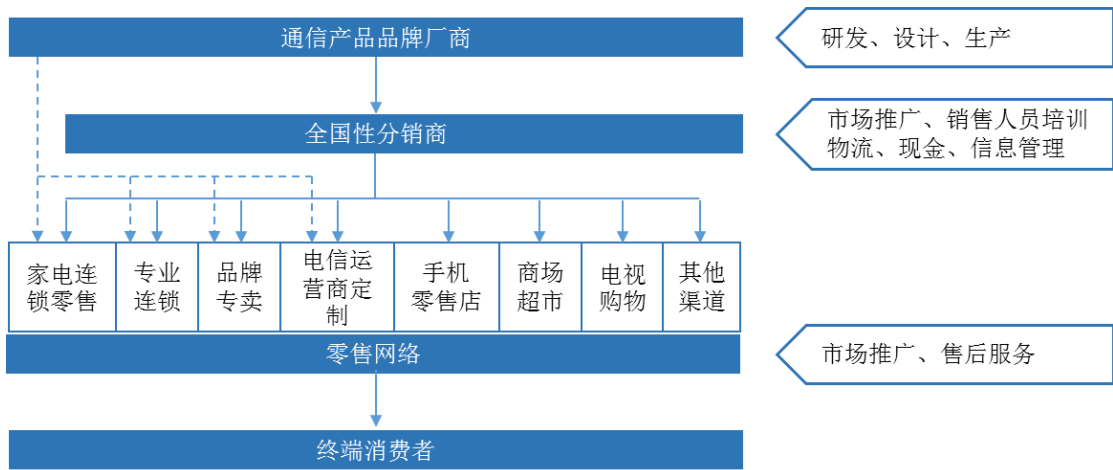 通信产品品牌厂商
研发、设计、生产
全国性分销商
市场推广、销售人员培训
物流、现金、信息管理
家电连
锁零售
专业
连锁
品牌
专卖
电信运
营商定
制
手机
零售店
商场
超市
电视
购物
其他
渠道
零售网络
市场推广、售后服务
终端消费者